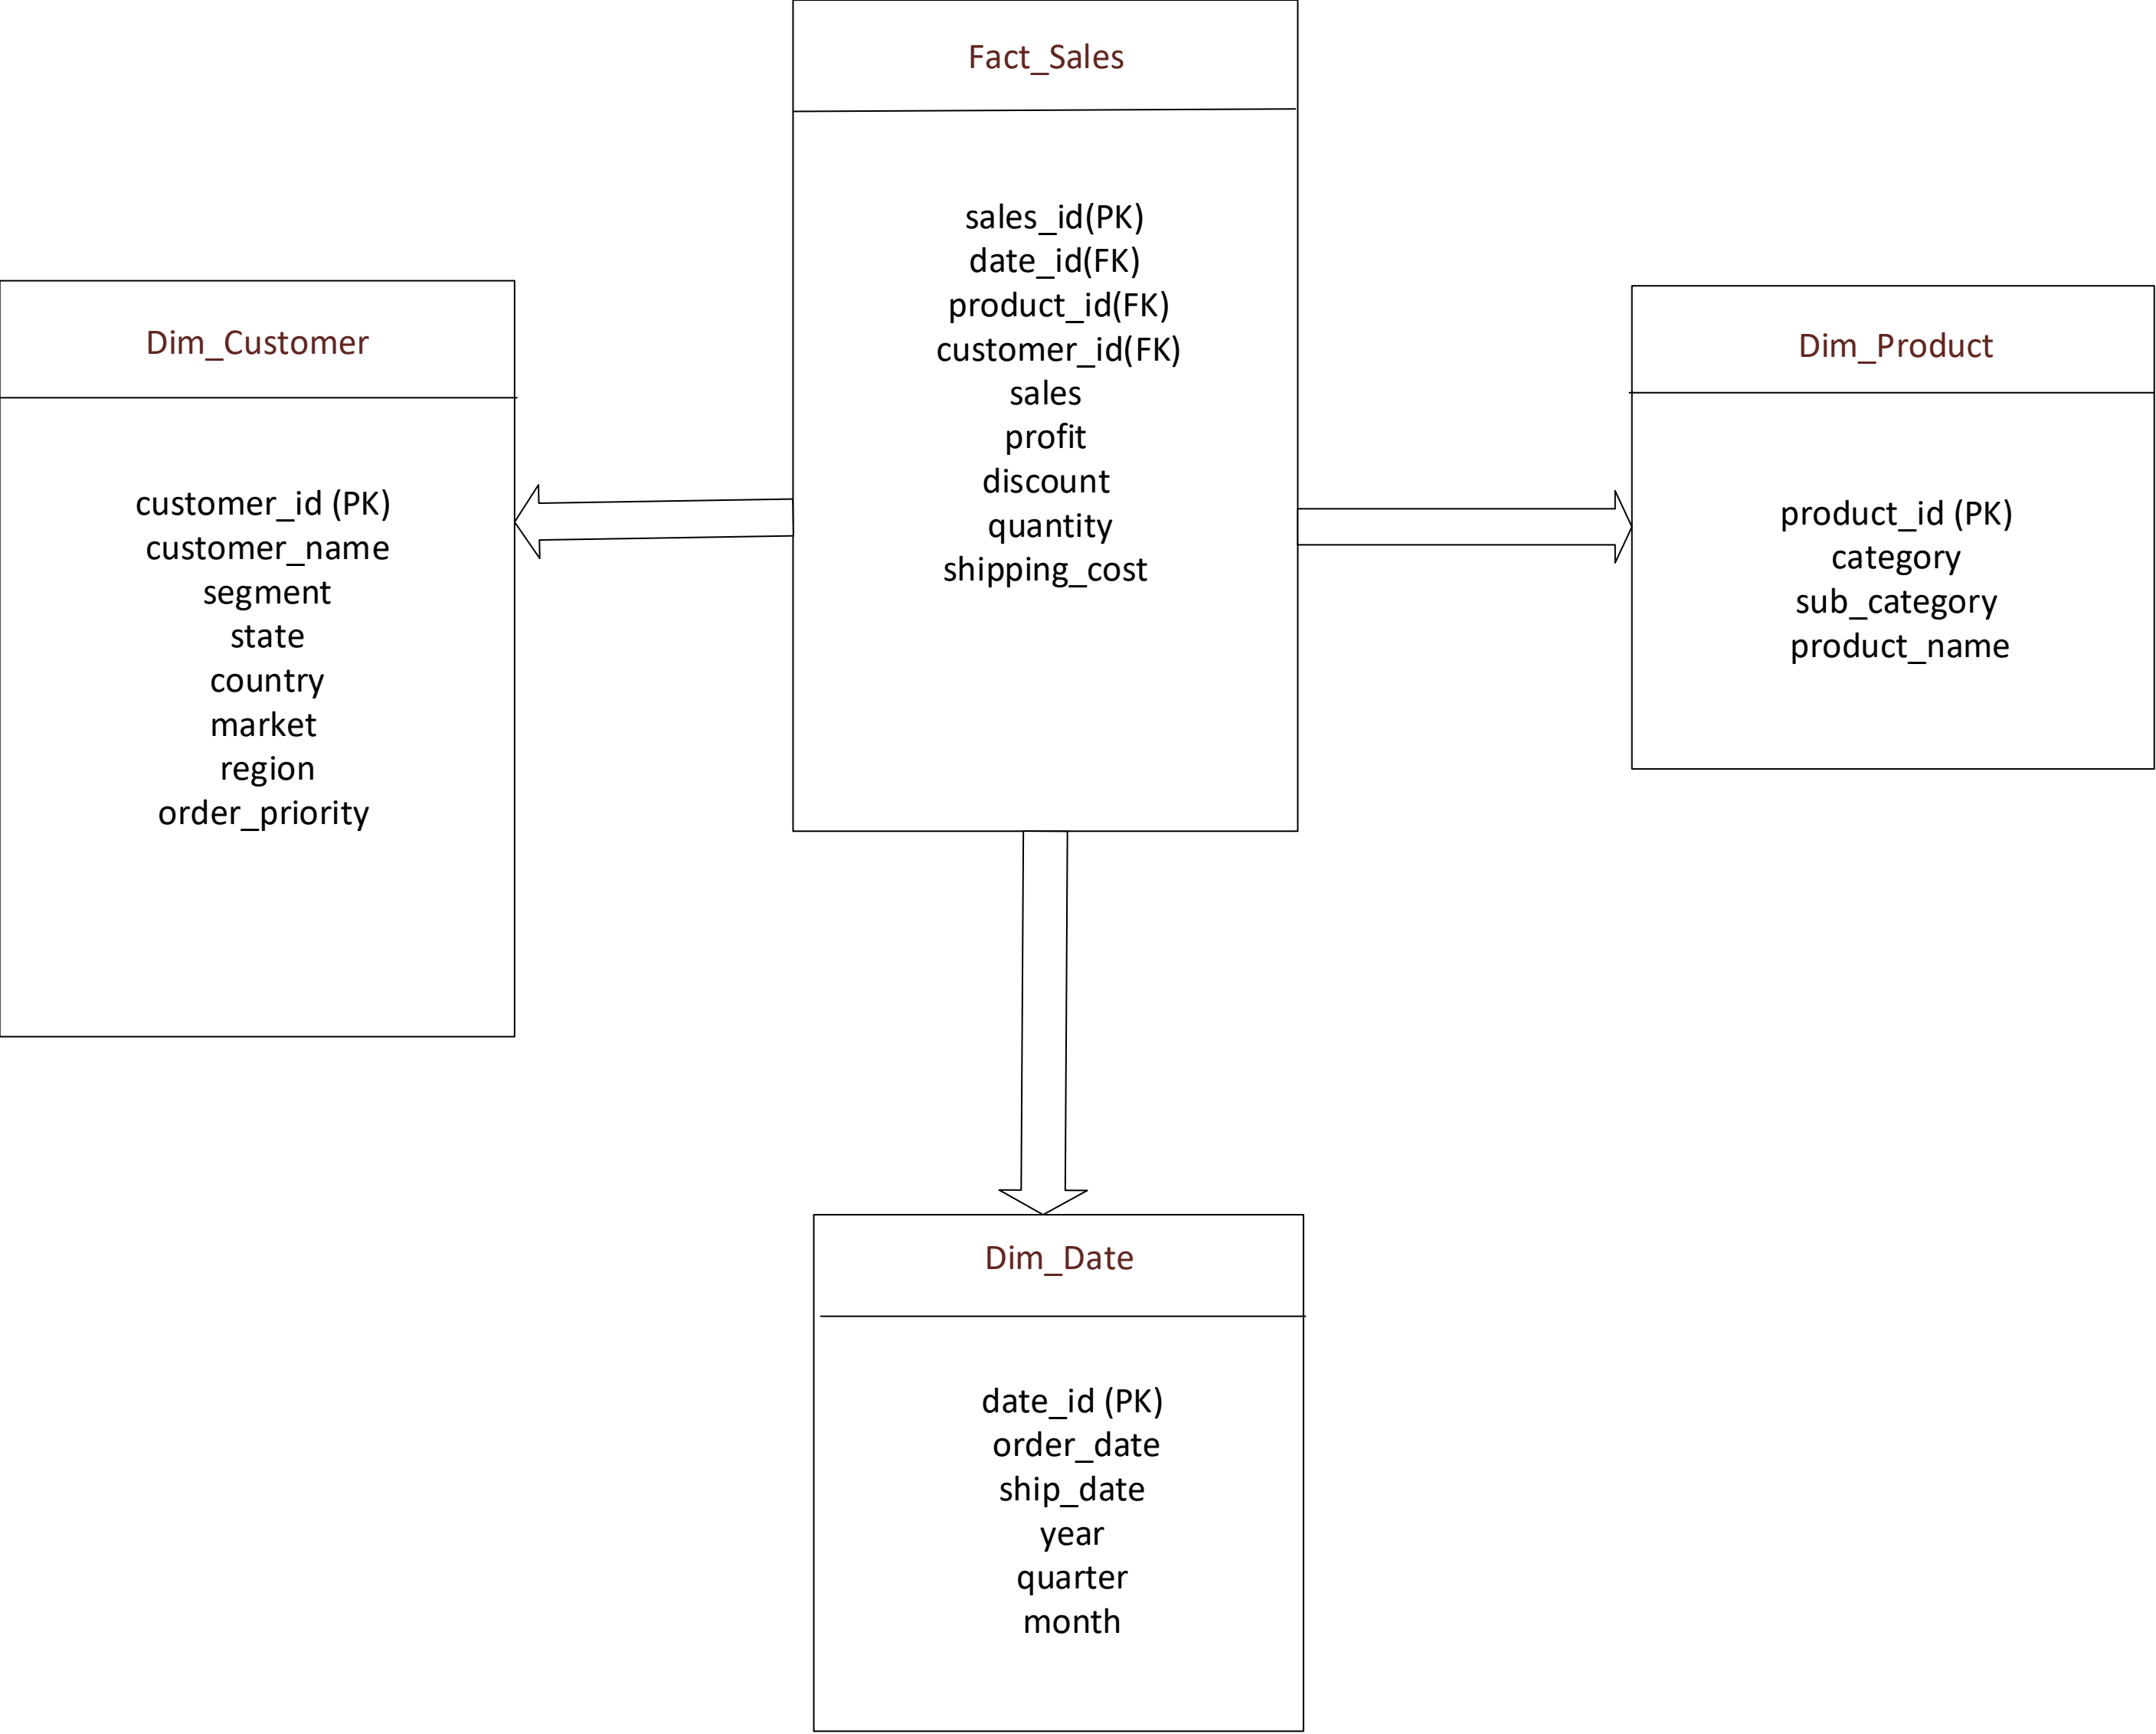 Fact_Sales
sales_id(PK)
date_id(FK)
product_id(FK)
customer_id(FK)
sales
profit
discount
quantity
shipping_cost
Dim_Customer
customer_id (PK)
customer_name
segment
state
country
market
region
order_priority
Dim_Product
product_id (PK)
category
sub_category
product_name
Dim_Date
date_id (PK)
order_date
ship_date
year
quarter
month